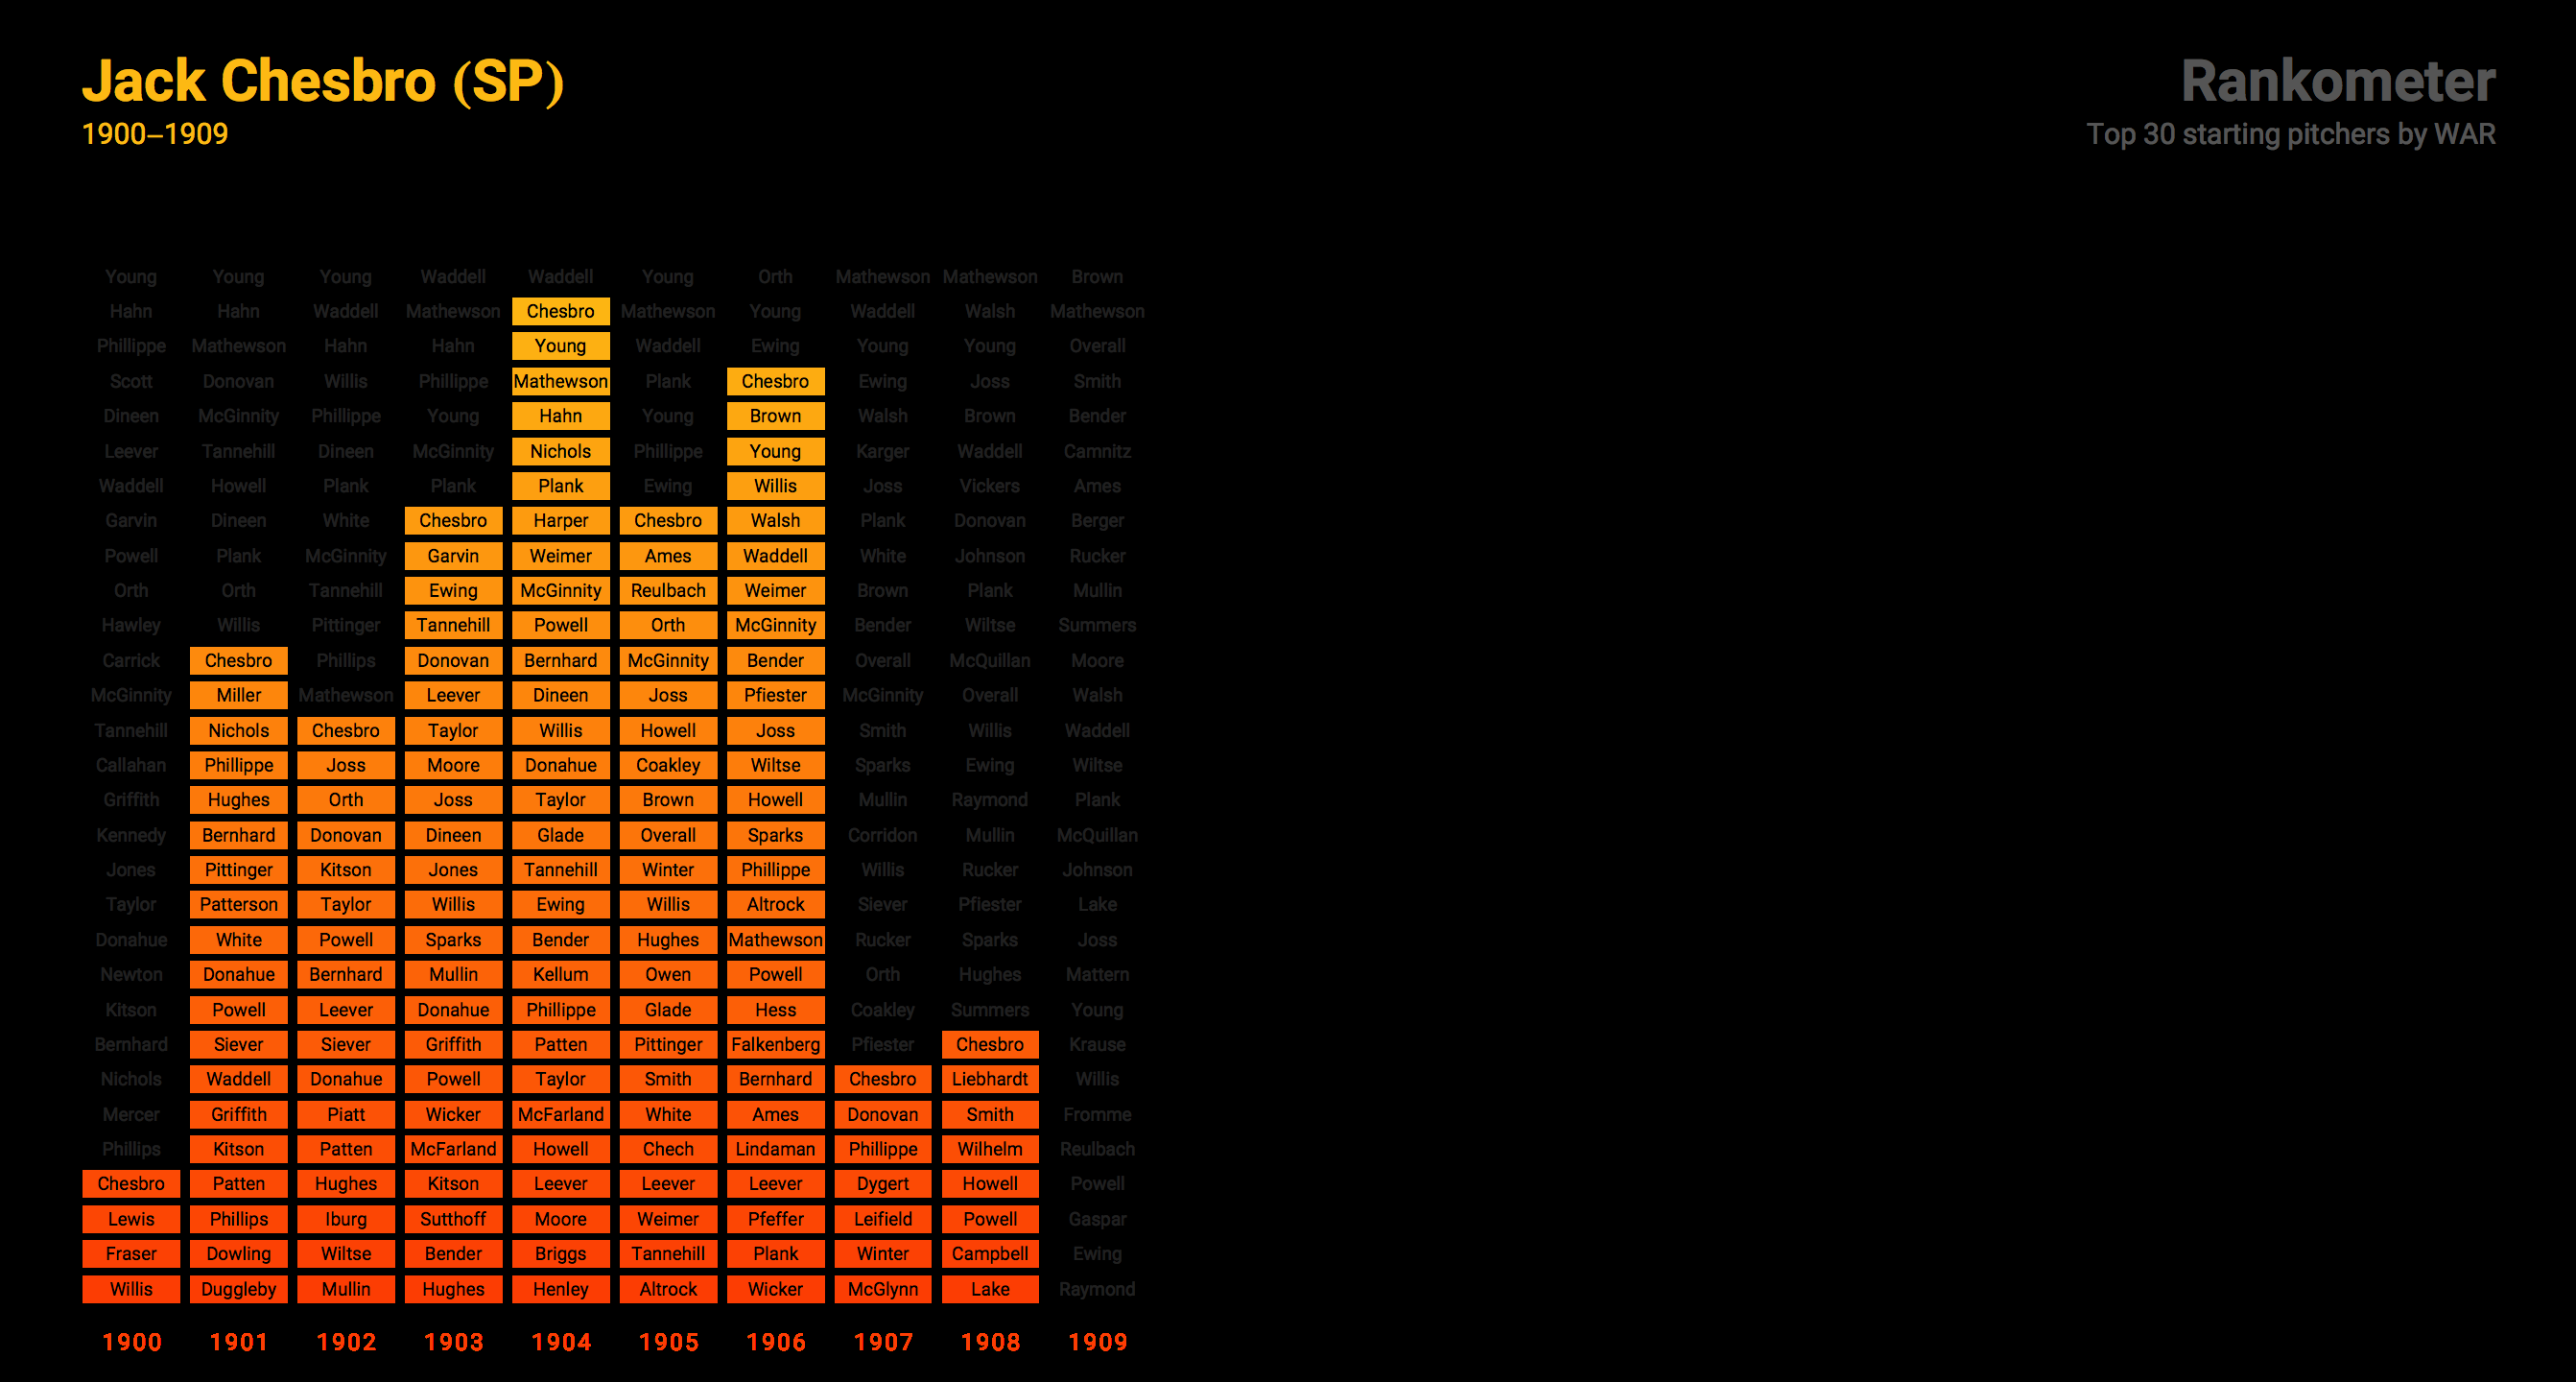 Jack Chesbro (SP)
1900–1909
Rankometer
Top 30 starting pitchers by WAR
Young Young Young Waddell Waddell Young Orth Mathewson Mathewson Brown
Hahn Hahn Waddell Mathewson Chesbro Mathewson Young Waddell Walsh Mathewson
Phillippe Mathewson Hahn Hahn Young Waddell Ewing Young Young Overall
Scott Donovan Willis Phillippe Mathewson Plank Chesbro Ewing Joss Smith
Dineen McGinnity Phillippe Young Hahn Young Brown Walsh Brown Bender
Leever Tannehill Dineen McGinnity Nichols Phillippe Young Karger Waddell Camnitz
Waddell Howell Plank Plank Plank Ewing Willis Joss Vickers Ames
Garvin Dineen White Chesbro Harper Chesbro Walsh Plank Donovan Berger
Powell Plank McGinnity Garvin Weimer Ames Waddell White Johnson Rucker
Orth Orth Tannehill Ewing McGinnity Reulbach Weimer Brown Plank Mullin
Hawley Willis Pittinger Tannehill Powell Orth McGinnity Bender Wiltse Summers
Carrick Chesbro Phillips Donovan Bernhard McGinnity Bender Overall McQuillan Moore
McGinnity Miller Mathewson Leever Dineen Joss Pfiester McGinnity Overall Walsh
Tannehill Nichols Chesbro Taylor Willis Howell Joss Smith Willis Waddell
Callahan Phillippe Joss Moore Donahue Coakley Wiltse Sparks Ewing Wiltse
Griffith Hughes Orth Joss Taylor Brown Howell Mullin Raymond Plank
Kennedy Bernhard Donovan Dineen Glade Overall Sparks Corridon Mullin McQuillan
Jones Pittinger Kitson Jones Tannehill Winter Phillippe Willis Rucker Johnson
Taylor Patterson Taylor Willis Ewing Willis Altrock Siever Pfiester Lake
Donahue White Powell Sparks Bender Hughes Mathewson Rucker Sparks Joss
Newton Donahue Bernhard Mullin Kellum Owen Powell Orth Hughes Mattern
Kitson Powell Leever Donahue Phillippe Glade Hess Coakley Summers Young
Bernhard Siever Siever Griffith Patten Pittinger Falkenberg Pfiester Chesbro Krause
Nichols Waddell Donahue Powell Taylor Smith Bernhard Chesbro Liebhardt Willis
Mercer Griffith Piatt Wicker McFarland White Ames Donovan Smith Fromme
Phillips Kitson Patten McFarland Howell Chech Lindaman Phillippe Wilhelm Reulbach
Chesbro Patten Hughes Kitson Leever Leever Leever Dygert Howell Powell
Lewis Phillips Iburg Sutthoff Moore Weimer Pfeffer Leifield Powell Gaspar
Fraser Dowling Wiltse Bender Briggs Tannehill Plank Winter Campbell Ewing
Willis Duggleby Mullin Hughes Henley Altrock Wicker McGlynn Lake Raymond
1900 1901 1902 1903 1904 1905 1906 1907 1908 1909